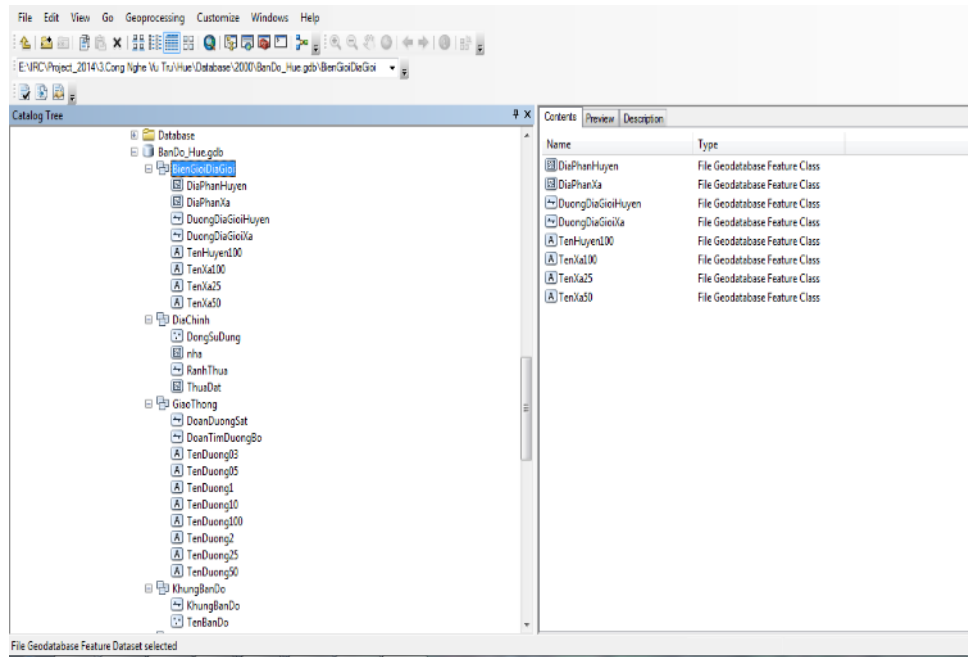 File Edit View Go Geoprocessing Customize Windows Help
E:\IRC\Project_2014\3.Cong Nghe Vu Tru\Hue\Database\2000\BanDo_Hue.gdb\BienGioiDiaGioi
Catalog Tree
Database
BanDo_Hue.gdb
BienGioiDiaGioi
DiaPhanHuyen
DiaPhanXa
DuongDiaGioiHuyen
DuongDiaGioiXa
TenHuyen100
TenXa100
TenXa25
TenXa50
DiaChinh
DongSuDung
nha
RanhThua
ThuaDat
GiaoThong
DoanDuongSat
DoanTimDuongBo
TenDuong03
TenDuong05
TenDuong1
TenDuong10
TenDuong100
TenDuong2
TenDuong25
TenDuong50
KhungBanDo
KhungBanDo
TenBanDo
Contents Preview Description
Name Type
DiaPhanHuyen File Geodatabase Feature Class
DiaPhanXa File Geodatabase Feature Class
DuongDiaGioiHuyen File Geodatabase Feature Class
DuongDiaGioiXa File Geodatabase Feature Class
TenHuyen100 File Geodatabase Feature Class
TenXa100 File Geodatabase Feature Class
TenXa25 File Geodatabase Feature Class
TenXa50 File Geodatabase Feature Class
File Geodatabase Feature Dataset selected